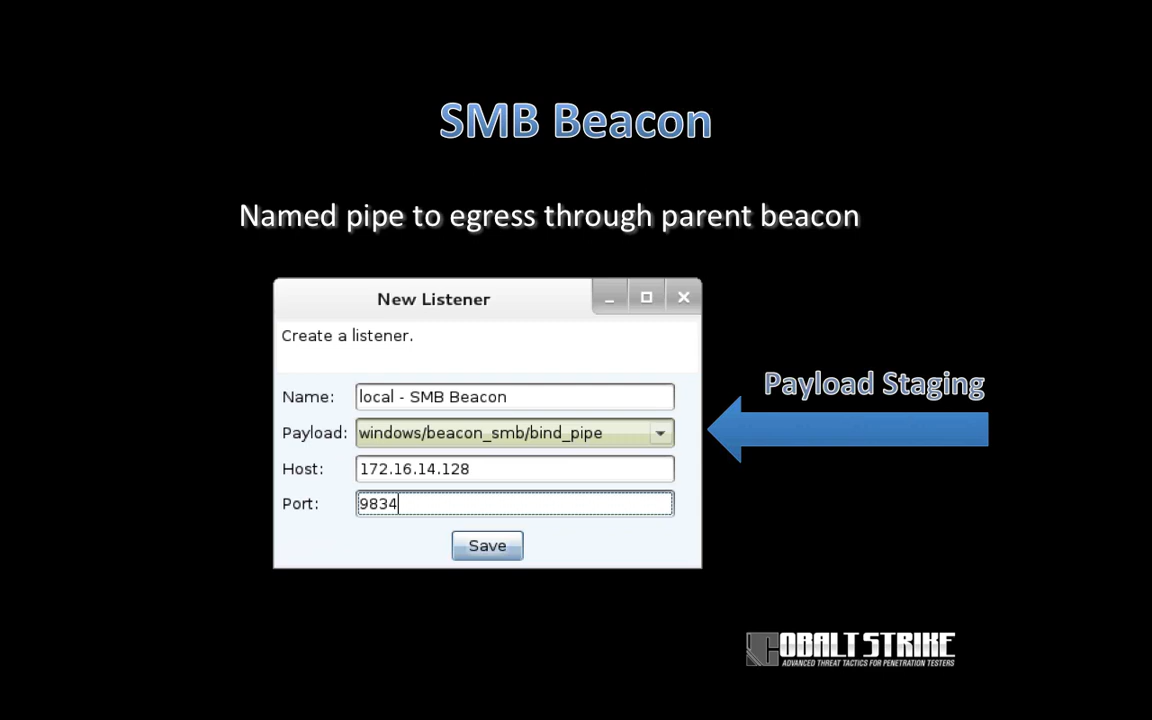 SMB Beacon
Named pipe to egress through parent beacon
New Listener
Create a listener.
Name: local - SMB Beacon
Payload: windows/beacon_smb/bind_pipe
Host: 172.16.14.128
Port: 9834
Save
Payload Staging
COBALT STRIKE
ADVANCED THREAT TACTICS FOR PENETRATION TESTERS